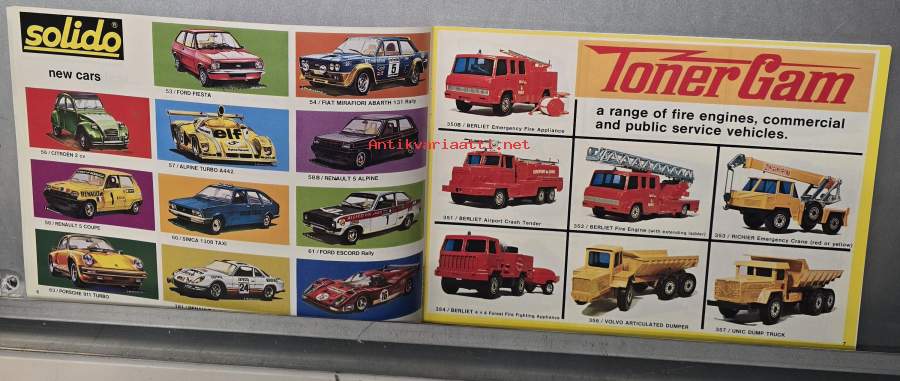 solido ®
new cars
53 / FORD FIESTA
54 / FIAT MIRAFIORI ABARTH 131 Rally
5
56 / CITROEN 2 cv
57 / ALPINE TURBO A442
Elf
58B / RENAULT 5 ALPINE
RENAULT
60 / SIMCA 1308 TAXI
61 / FORD ESCORD Rally
63 / PORSCHE 911 TURBO
24
Antikvariaatti.net
TonerGam
a range of fire engines, commercial
and public service vehicles.
350B / BERLIET Emergency Fire Appliance
351 / BERLIET Airport Crash Tender
352 / BERLIET Fire Engine (with extending ladder)
353 / RICHIER Emergency Crane (red or yellow)
354 / BERLIET 4 x 4 Forest Fire Fighting Appliance
356 / VOLVO ARTICULATED DUMPER
357 / UNIC DUMP TRUCK